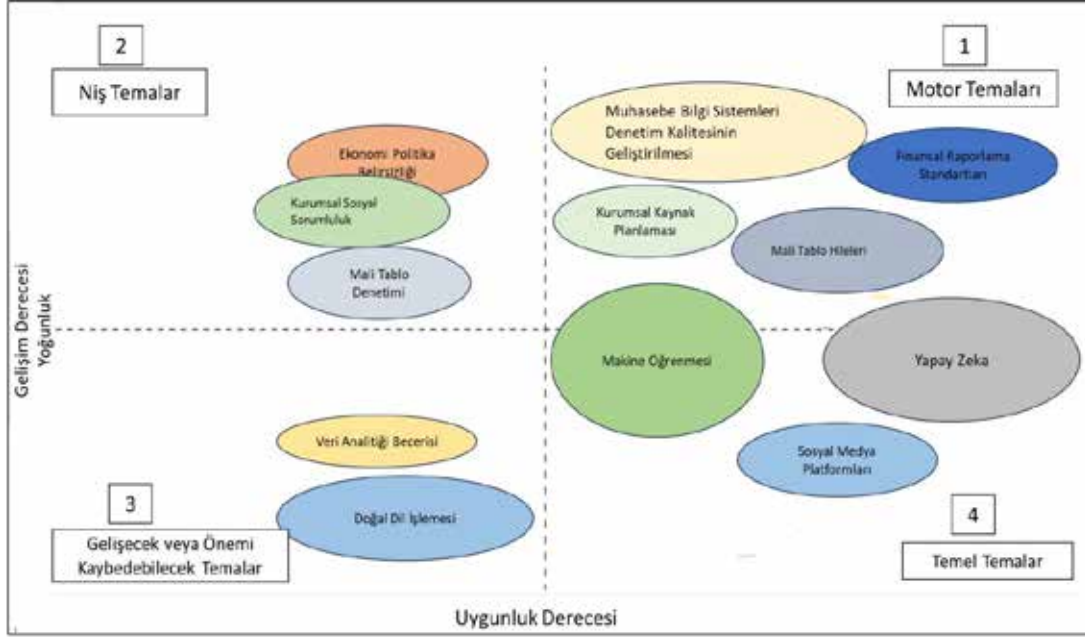 2
Niş Temalar
1
Motor Temaları
Ekonomi Politika
Belirsizliği
Kurumsal Sosyal
Sorumluluk
Mali Tablo
Denetimi
Muhasebe Bilgi Sistemleri
Denetim Kalitesinin
Geliştirilmesi
Finansal Raporlama
Standartları
Kurumsal Kaynak
Planlaması
Mali Tablo Hileleri
Gelişim Derecesi
Yoğunluk
Makine Öğrenmesi
Yapay Zeka
Veri Analitiği Becerisi
Doğal Dil İşlemesi
Sosyal Medya
Platformları
3
Gelişecek veya Önemi
Kaybedebilecek Temalar
4
Temel Temalar
Uygunluk Derecesi